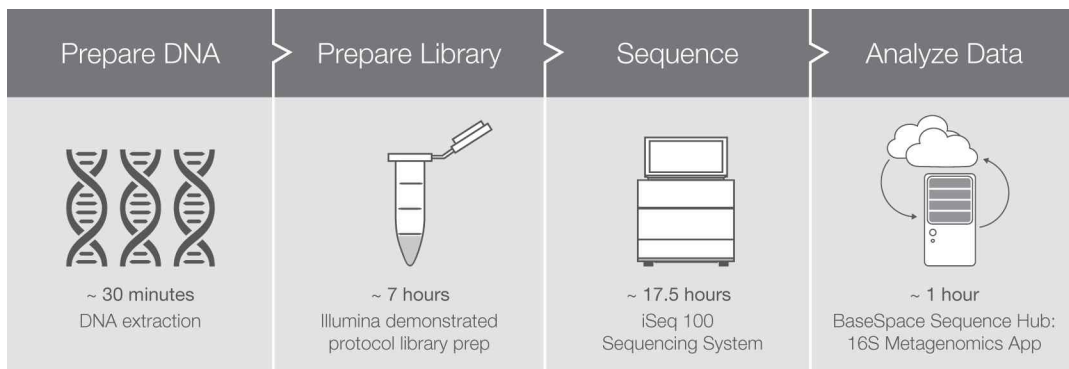 Prepare DNA
Prepare Library
Sequence
Analyze Data
~ 30 minutes
DNA extraction
~ 7 hours
Illumina demonstrated
protocol library prep
~ 17.5 hours
iSeq 100
Sequencing System
~ 1 hour
BaseSpace Sequence Hub:
16S Metagenomics App